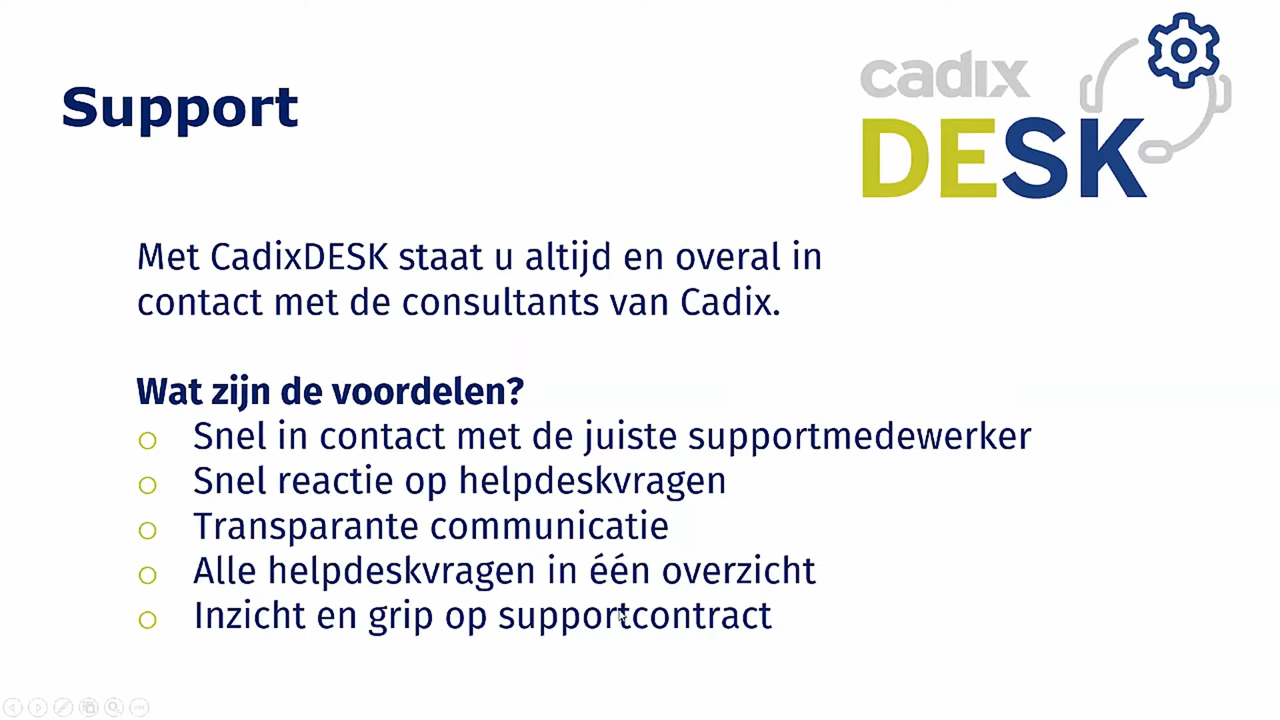 Support
cadix
DESK
Met CadixDESK staat u altijd en overal in
contact met de consultants van Cadix.
Wat zijn de voordelen?
Snel in contact met de juiste supportmedewerker
Snel reactie op helpdeskvragen
Transparante communicatie
Alle helpdeskvragen in één overzicht
Inzicht en grip op supportcontract